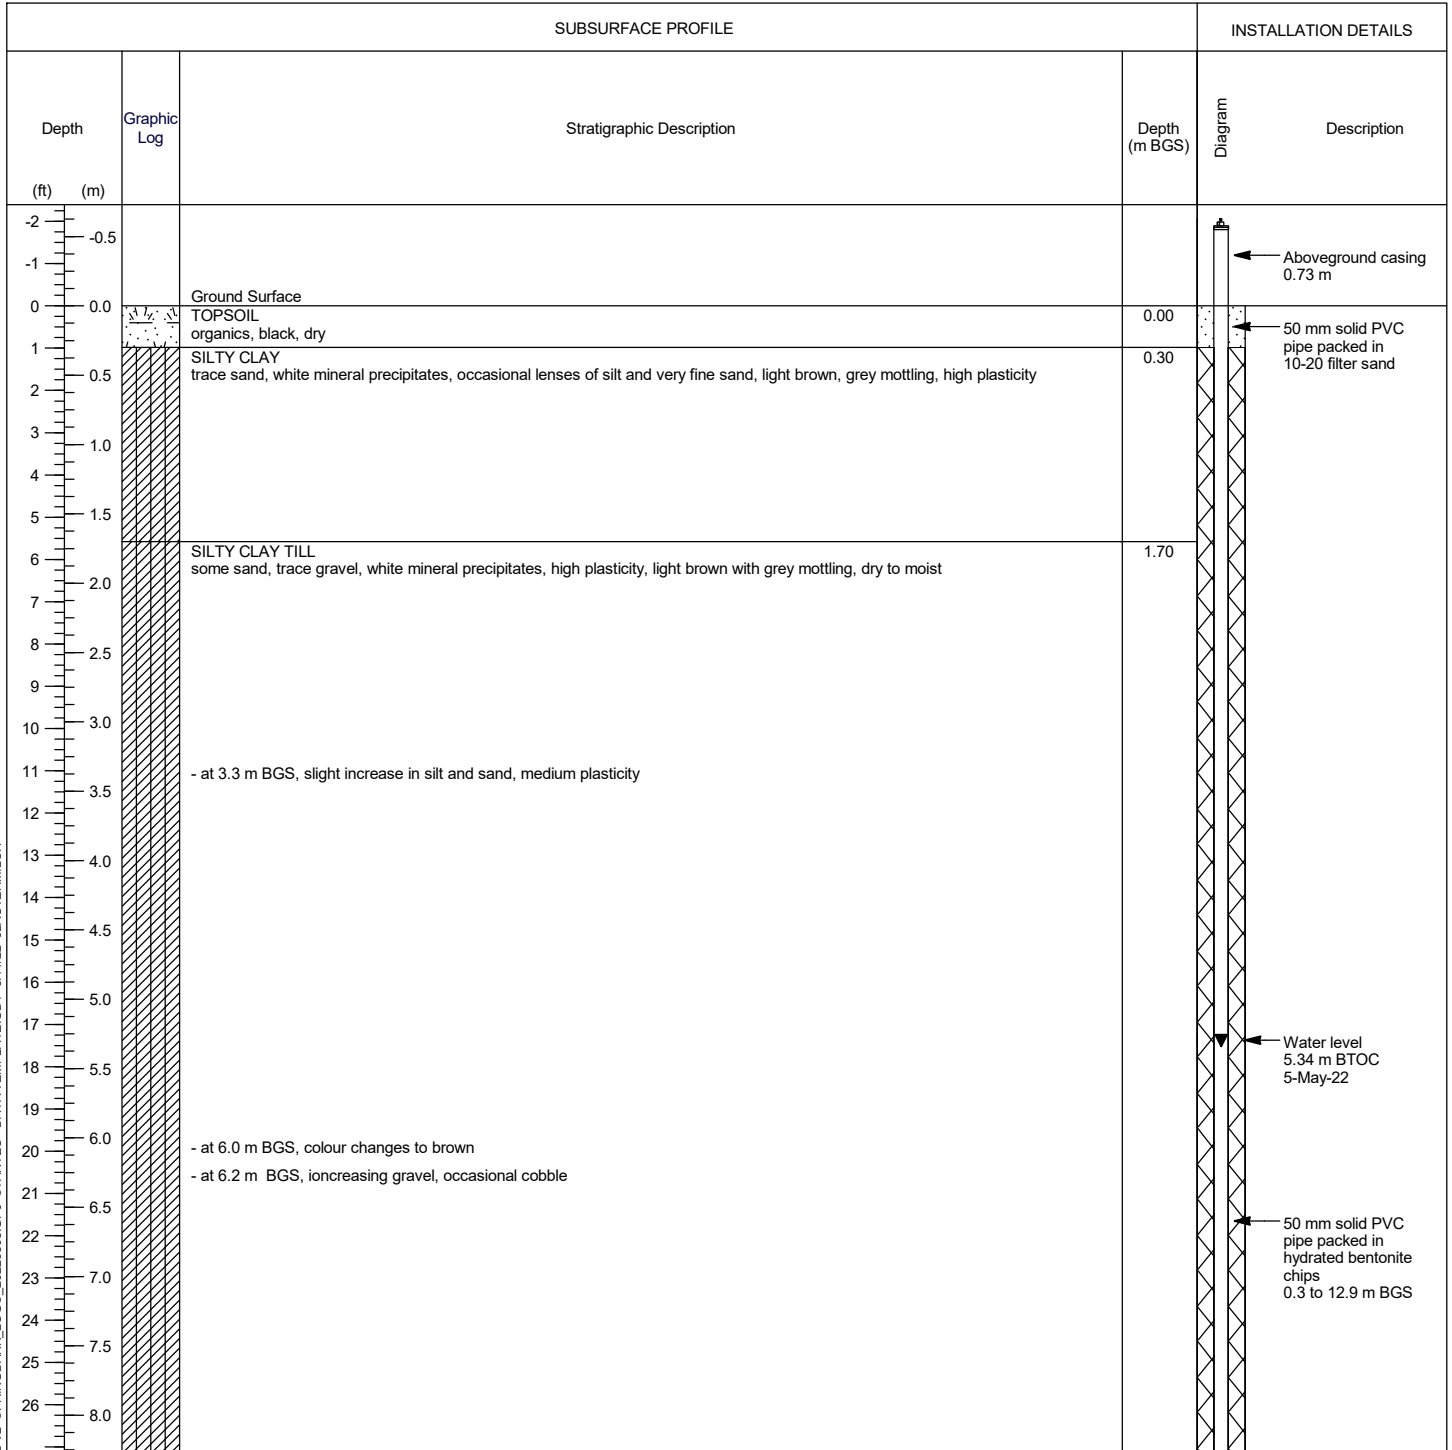 SUBSURFACE PROFILE
INSTALLATION DETAILS
Depth
Graphic
Log
Stratigraphic Description
Depth
(m BGS)
Diagram
Description
(ft) (m)
-2
-0.5
-1
Aboveground casing
0.73 m
Ground Surface
0
0.0
TOPSOIL
0.00
organics, black, dry
50 mm solid PVC
pipe packed in
10-20 filter sand
1
SILTY CLAY
0.30
trace sand, white mineral precipitates, occasional lenses of silt and very fine sand, light brown, grey mottling, high plasticity
0.5
2
3
1.0
4
5
1.5
SILTY CLAY TILL
1.70
6
some sand, trace gravel, white mineral precipitates, high plasticity, light brown with grey mottling, dry to moist
2.0
7
8
2.5
9
3.0
10
11
- at 3.3 m BGS, slight increase in silt and sand, medium plasticity
3.5
12
13
4.0
14
4.5
15
16
5.0
17
Water level
5.34 m BTOC
5-May-22
18
5.5
19
6.0
20
- at 6.0 m BGS, colour changes to brown
- at 6.2 m  BGS, ioncreasing gravel, occasional cobble
21
6.5
22
50 mm solid PVC
pipe packed in
hydrated bentonite
chips
0.3 to 12.9 m BGS
23
7.0
24
7.5
25
26
8.0